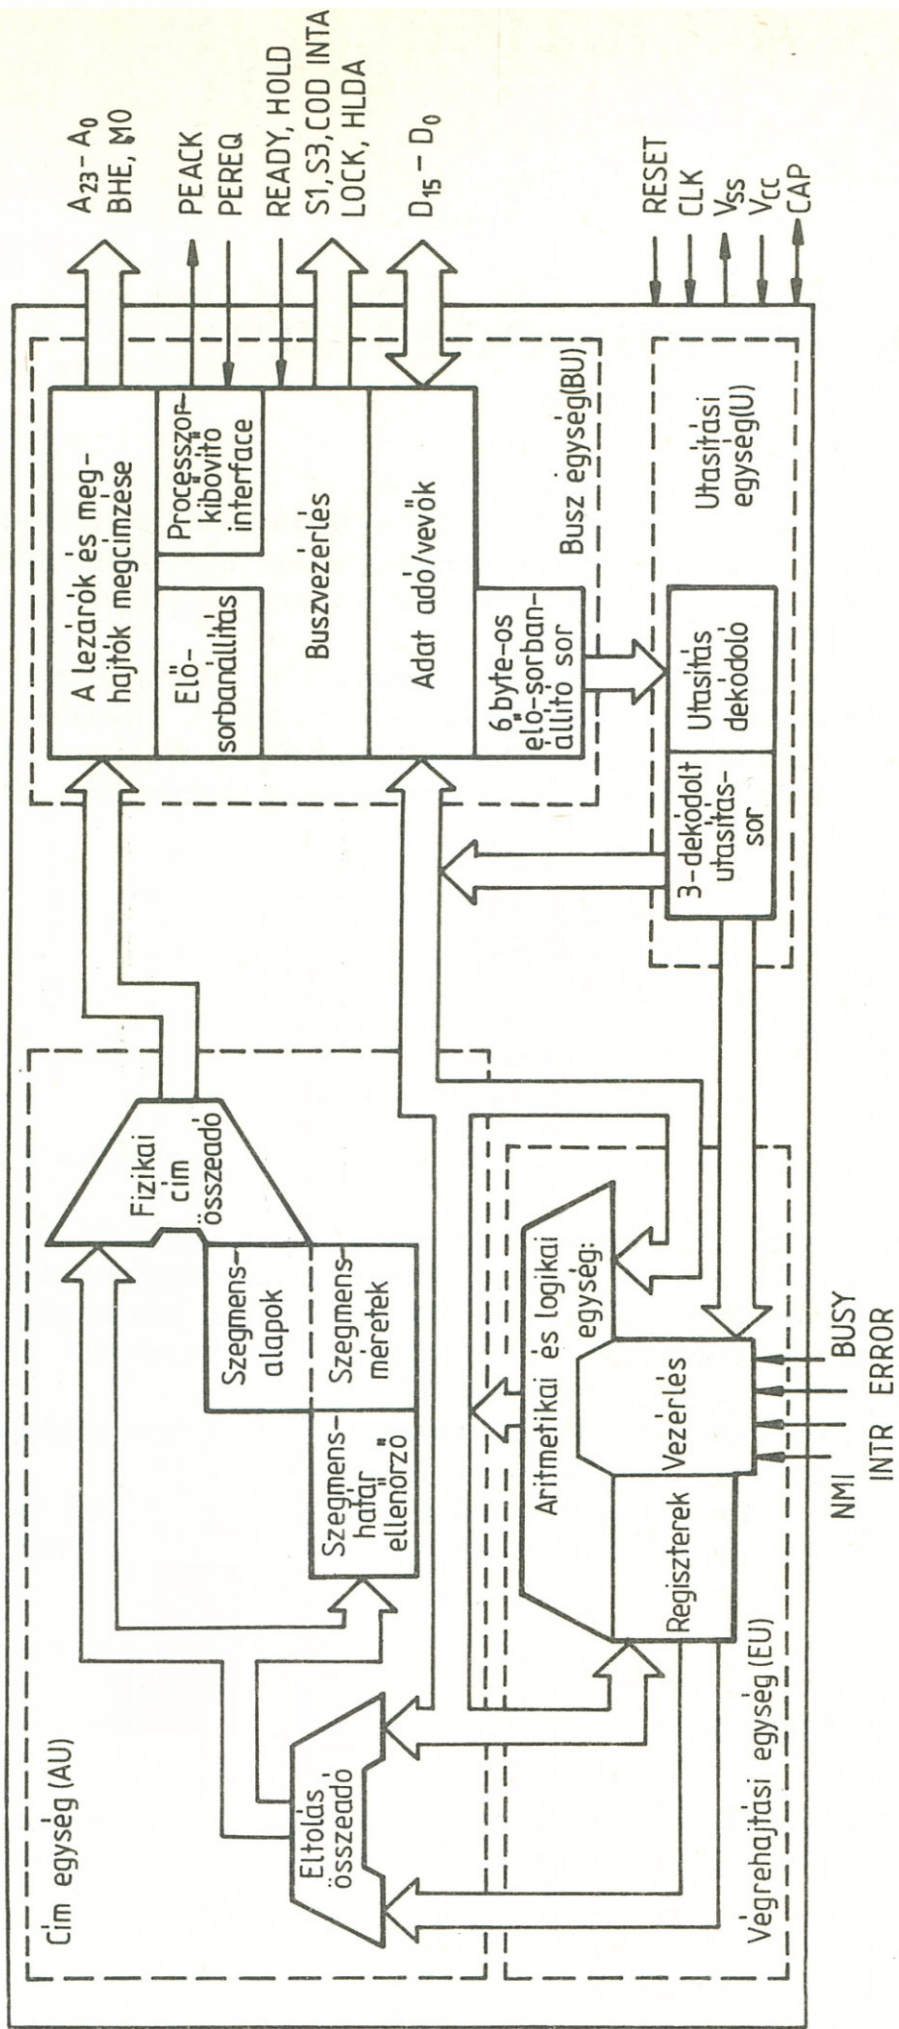 Cím egység (AU)
Eltolás
összeadó
Szegmens-
határ
ellenőrző
Szegmens-
alapok
Szegmens-
méretek
Fizikai
cím
összeadó
A lezárók és meg-
hajtók megcímzése
Elő-
sorbanállítás
Processzor-
kibővítő
interface
Buszvezérlés
Adat adó/vevők
6 byte-os
elő-sorban-
állító sor
Busz egység(BU)
A23-A0
BHE, M0
PEACK
PEREQ
READY, HOLD
S1, S3, COD INTA
LOCK, HLDA
D15-D0
Végrehajtási egység (EU)
Aritmetikai és logikai
egység:
Regiszterek
Vezérlés
NMI
INTR
ERROR
BUSY
3-dekódolt
utasítás-
sor
Utasítás
dekódoló
Utasítási
egység(U)
RESET
CLK
VSS
VCC
CAP